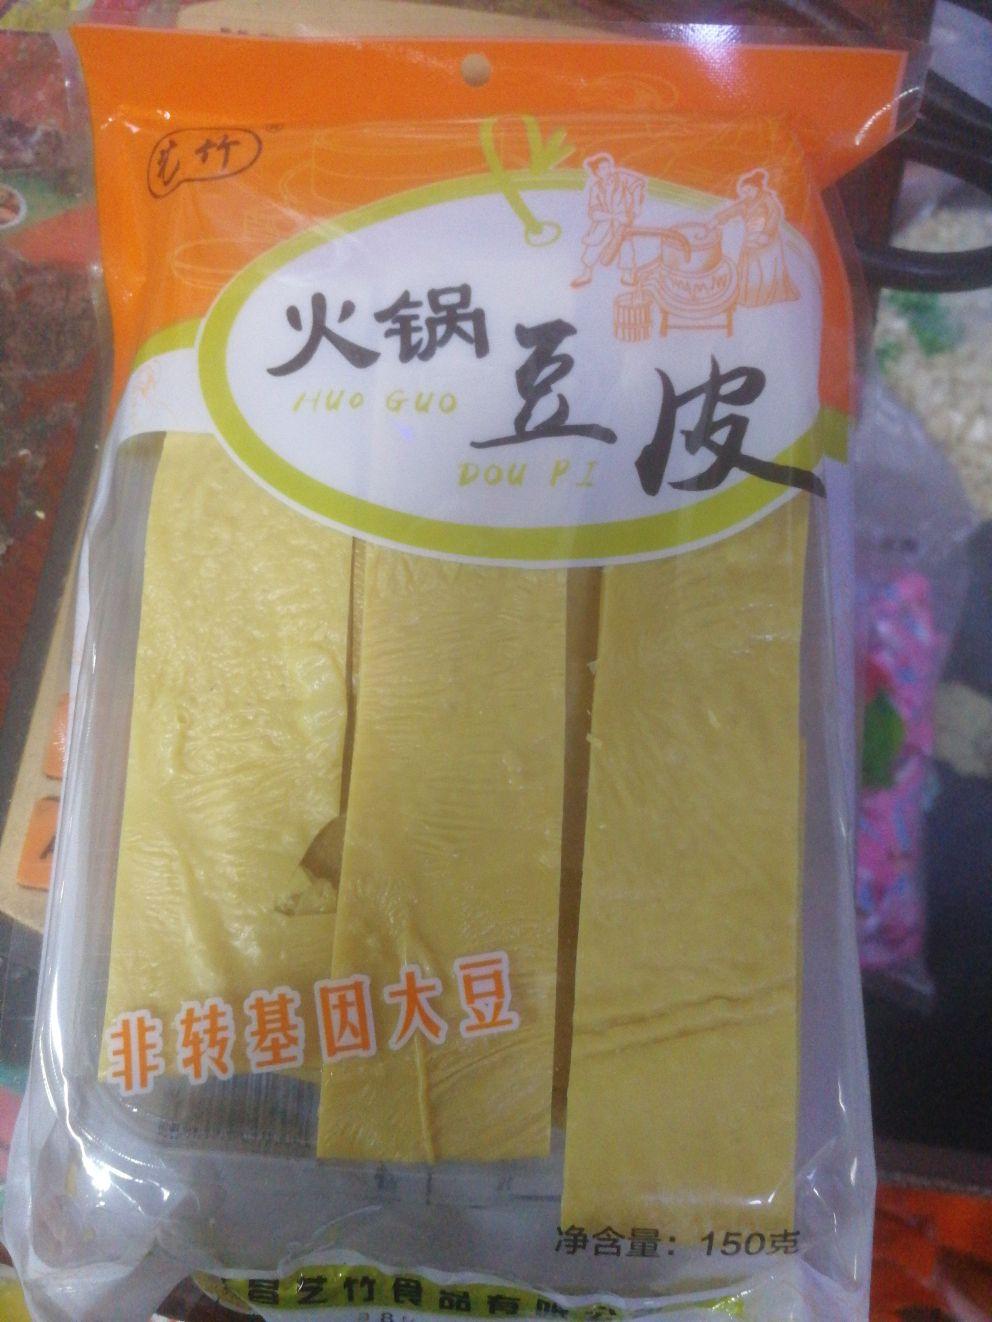 艺竹
火锅
HUO GUO
豆皮
DOU PI
非转基因大豆
净含量：150克
客艺竹食品有限公